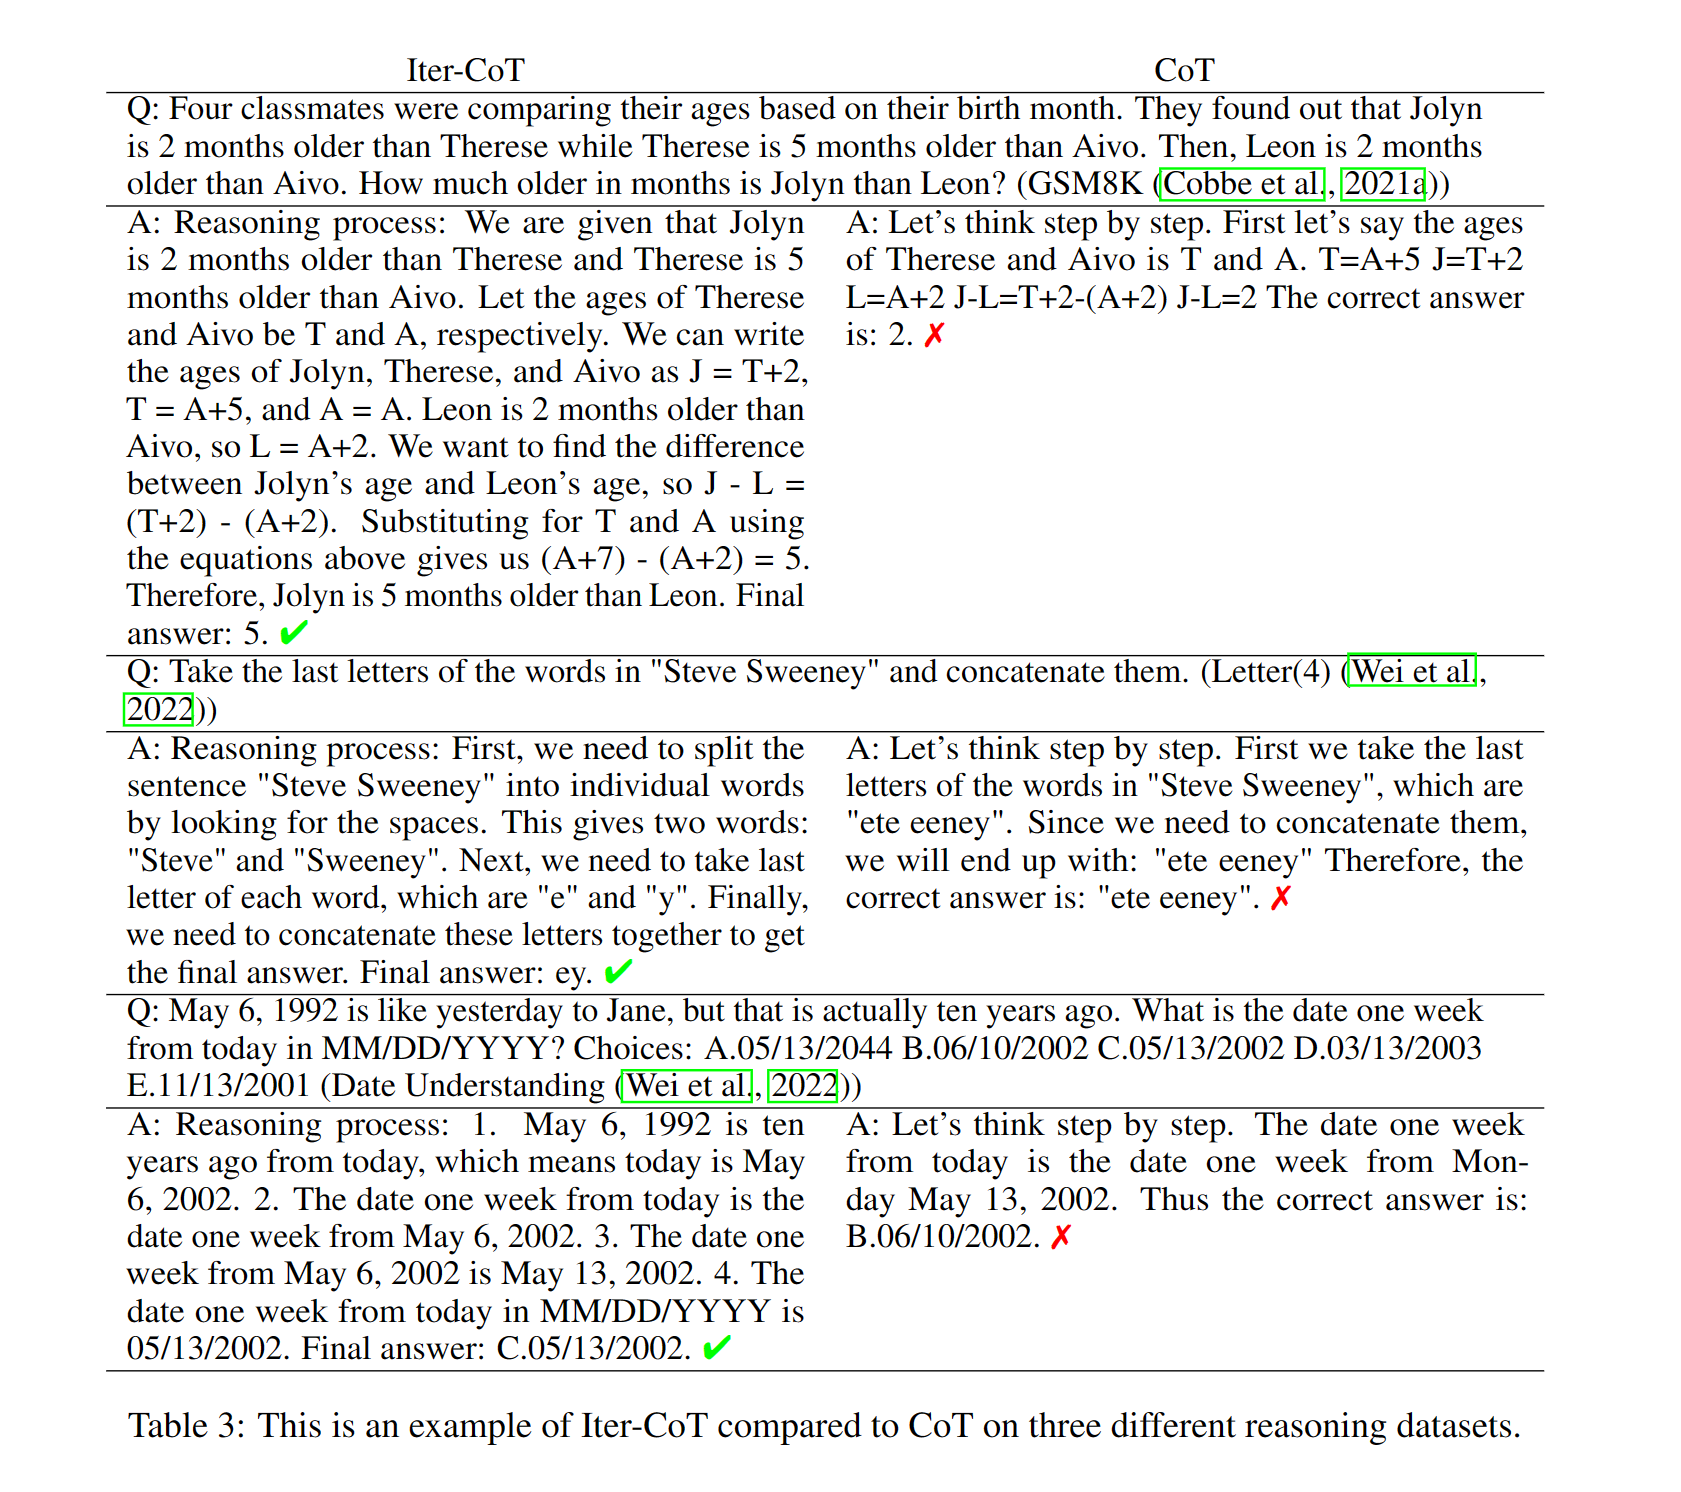 Iter-CoT
CoT
Q: Four classmates were comparing their ages based on their birth month. They found out that Jolyn
is 2 months older than Therese while Therese is 5 months older than Aivo. Then, Leon is 2 months
older than Aivo. How much older in months is Jolyn than Leon? (GSM8K (Cobbe et al., 2021a))
A: Reasoning process: We are given that Jolyn
is 2 months older than Therese and Therese is 5
months older than Aivo. Let the ages of Therese
and Aivo be T and A, respectively. We can write
the ages of Jolyn, Therese, and Aivo as J = T+2,
T = A+5, and A = A. Leon is 2 months older than
Aivo, so L = A+2. We want to find the difference
between Jolyn's age and Leon's age, so J - L =
(T+2) - (A+2). Substituting for T and A using
the equations above gives us (A+7) - (A+2) = 5.
Therefore, Jolyn is 5 months older than Leon. Final
answer: 5. ✔
A: Let's think step by step. First let's say the ages
of Therese and Aivo is T and A. T=A+5 J=T+2
L=A+2 J-L=T+2-(A+2) J-L=2 The correct answer
is: 2. ✗
Q: Take the last letters of the words in "Steve Sweeney" and concatenate them. (Letter(4) (Wei et al.,
2022))
A: Reasoning process: First, we need to split the
sentence "Steve Sweeney" into individual words
by looking for the spaces. This gives two words:
"Steve" and "Sweeney". Next, we need to take last
letter of each word, which are "e" and "y". Finally,
we need to concatenate these letters together to get
the final answer. Final answer: ey. ✔
A: Let's think step by step. First we take the last
letters of the words in "Steve Sweeney", which are
"ete eeney". Since we need to concatenate them,
we will end up with: "ete eeney" Therefore, the
correct answer is: "ete eeney". ✗
Q: May 6, 1992 is like yesterday to Jane, but that is actually ten years ago. What is the date one week
from today in MM/DD/YYYY? Choices: A.05/13/2044 B.06/10/2002 C.05/13/2002 D.03/13/2003
E.11/13/2001 (Date Understanding (Wei et al., 2022))
A: Reasoning process: 1. May 6, 1992 is ten
years ago from today, which means today is May
6, 2002. 2. The date one week from today is the
date one week from May 6, 2002. 3. The date one
week from May 6, 2002 is May 13, 2002. 4. The
date one week from today in MM/DD/YYYY is
05/13/2002. Final answer: C.05/13/2002. ✔
A: Let's think step by step. The date one week
from today is the date one week from Mon-
day May 13, 2002. Thus the correct answer is:
B.06/10/2002. ✗
Table 3: This is an example of Iter-CoT compared to CoT on three different reasoning datasets.